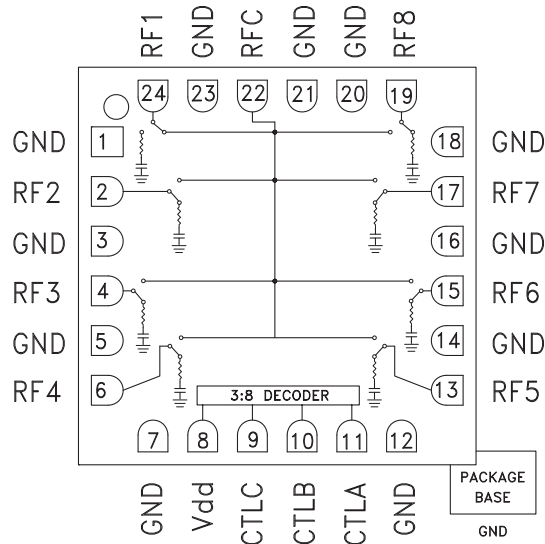 RF1 GND RFC GND GND RF8
24 23 22 21 20 19
GND 1 18 GND
RF2 2 17 RF7
GND 3 16 GND
RF3 4 15 RF6
GND 5 14 GND
RF4 6 13 RF5
3:8 DECODER
7 8 9 10 11 12
GND Vdd CTLC CTLB CTLA GND
PACKAGE
BASE
GND